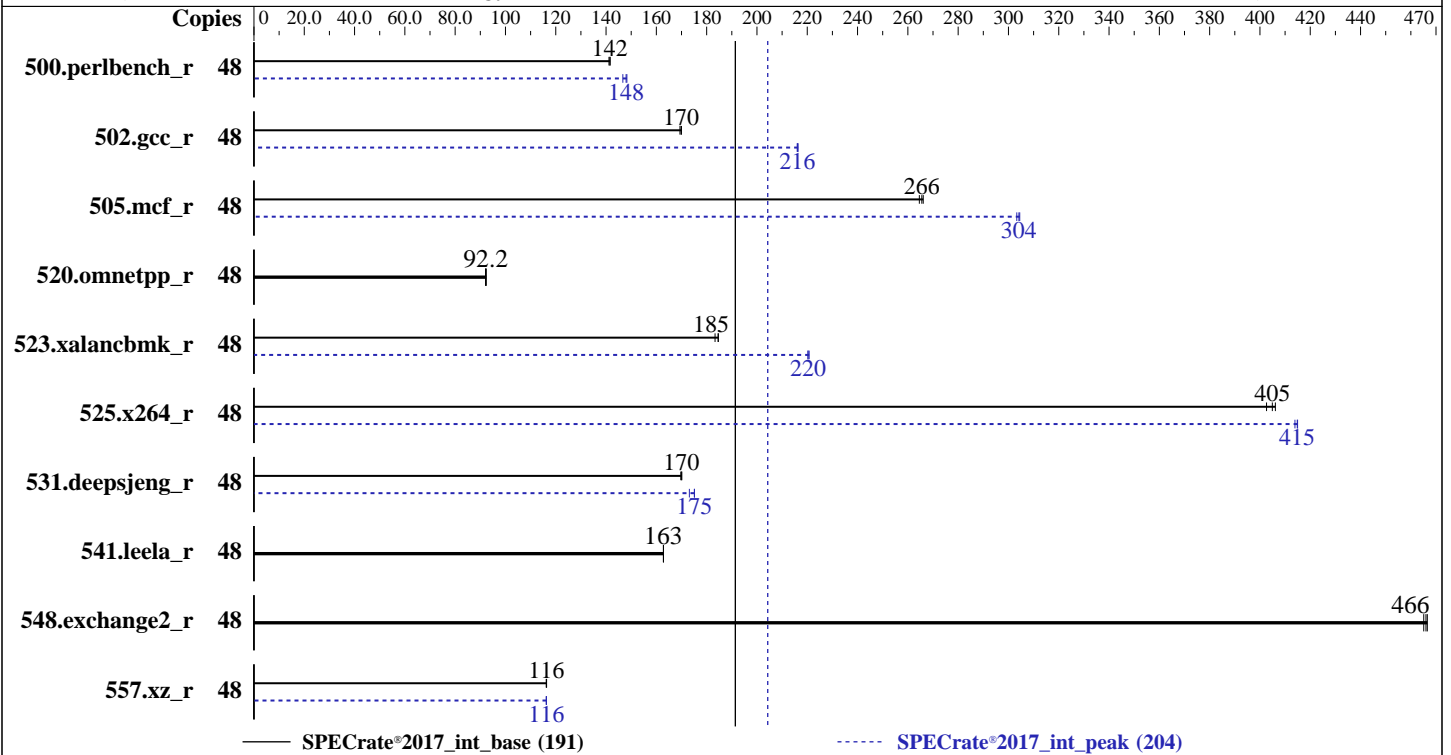 Copies 0 20.0 40.0 60.0 80.0 100 120 140 160 180 200 220 240 260 280 300 320 340 360 380 400 420 440 470
500.perlbench_r 48 142
148
502.gcc_r 48 170
216
505.mcf_r 48 266
304
520.omnetpp_r 48 92.2
523.xalancbmk_r 48 185
220
525.x264_r 48 405
415
531.deepsjeng_r 48 170
175
541.leela_r 48 163
548.exchange2_r 48 466
557.xz_r 48 116
116
SPECrate®2017_int_base (191) SPECrate®2017_int_peak (204)